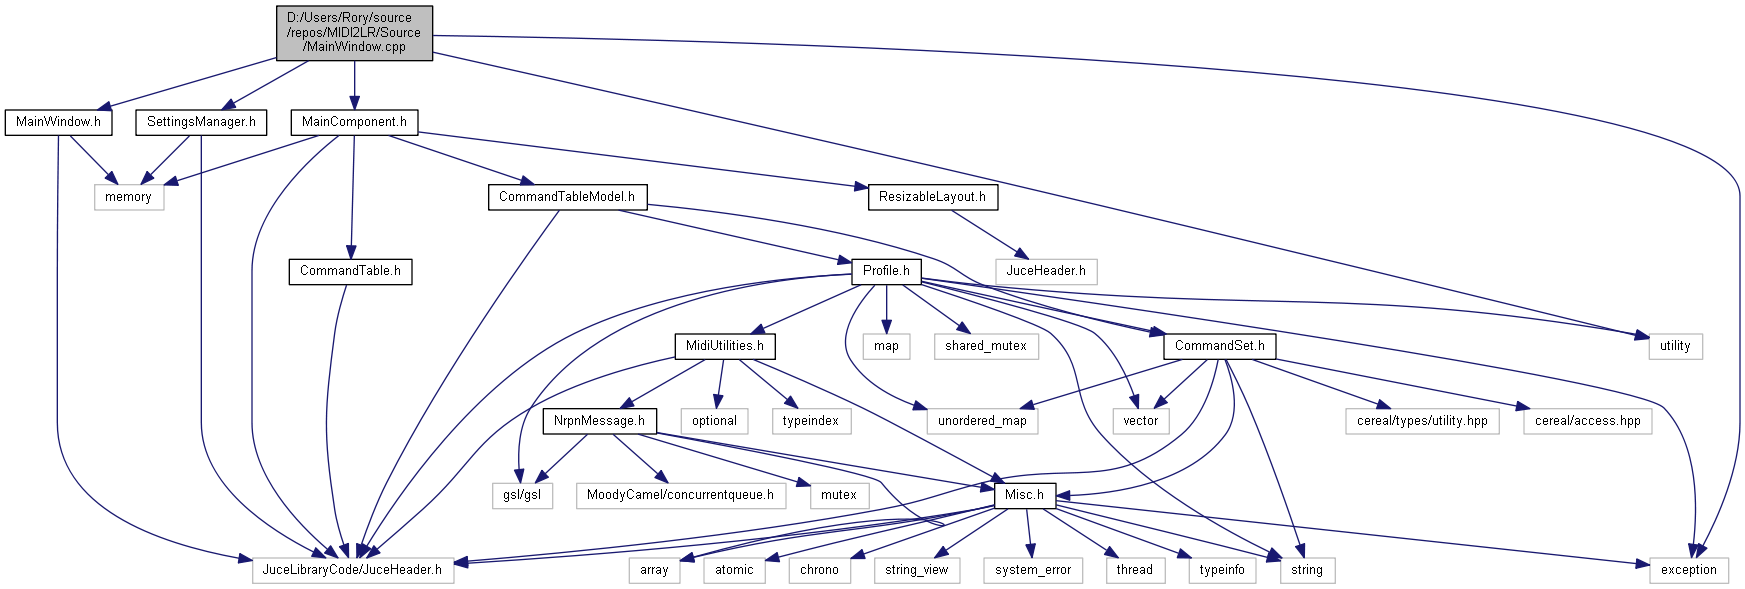 D:/Users/Rory/source
/repos/MIDI2LR/Source
/MainWindow.cpp
MainWindow.h
SettingsManager.h
MainComponent.h
memory
CommandTableModel.h
ResizableLayout.h
CommandTable.h
Profile.h
JuceHeader.h
MidiUtilities.h
map
shared_mutex
CommandSet.h
utility
NrpnMessage.h
optional
typeindex
unordered_map
vector
cereal/types/utility.hpp
cereal/access.hpp
gsl/gsl
MoodyCamel/concurrentqueue.h
mutex
Misc.h
JuceLibraryCode/JuceHeader.h
array
atomic
chrono
string_view
system_error
thread
typeinfo
string
exception